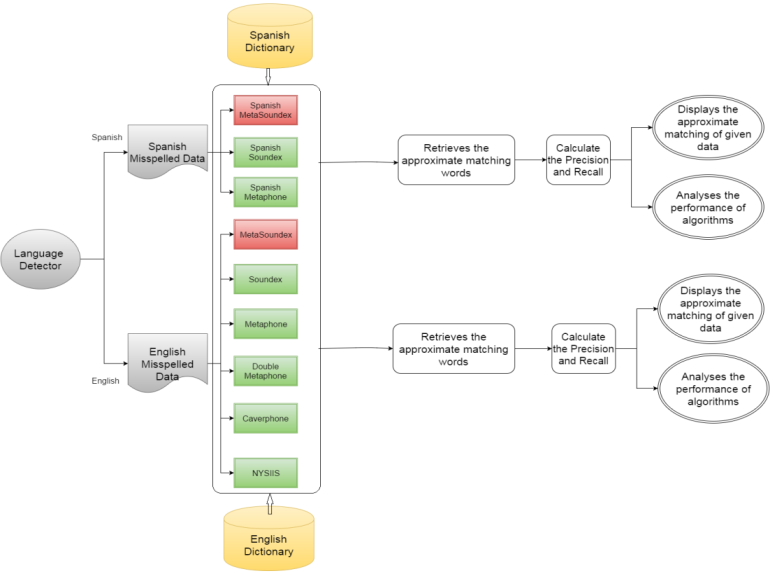 Spanish
Dictionary
Spanish
MetaSoundex
Spanish
Soundex
Spanish
Metaphone
MetaSoundex
Soundex
Metaphone
Double
Metaphone
Caverphone
NYSIIS
English
Dictionary
Language
Detector
Spanish
Spanish
Misspelled Data
English
English
Misspelled
Data
Retrieves the
approximate matching
words
Calculate
the Precision
and Recall
Displays the
approximate
matching of given
data
Analyses the
performance of
algorithms
Retrieves the
approximate matching
words
Calculate
the Precision
and Recall
Displays the
approximate
matching of given
data
Analyses the
performance of
algorithms